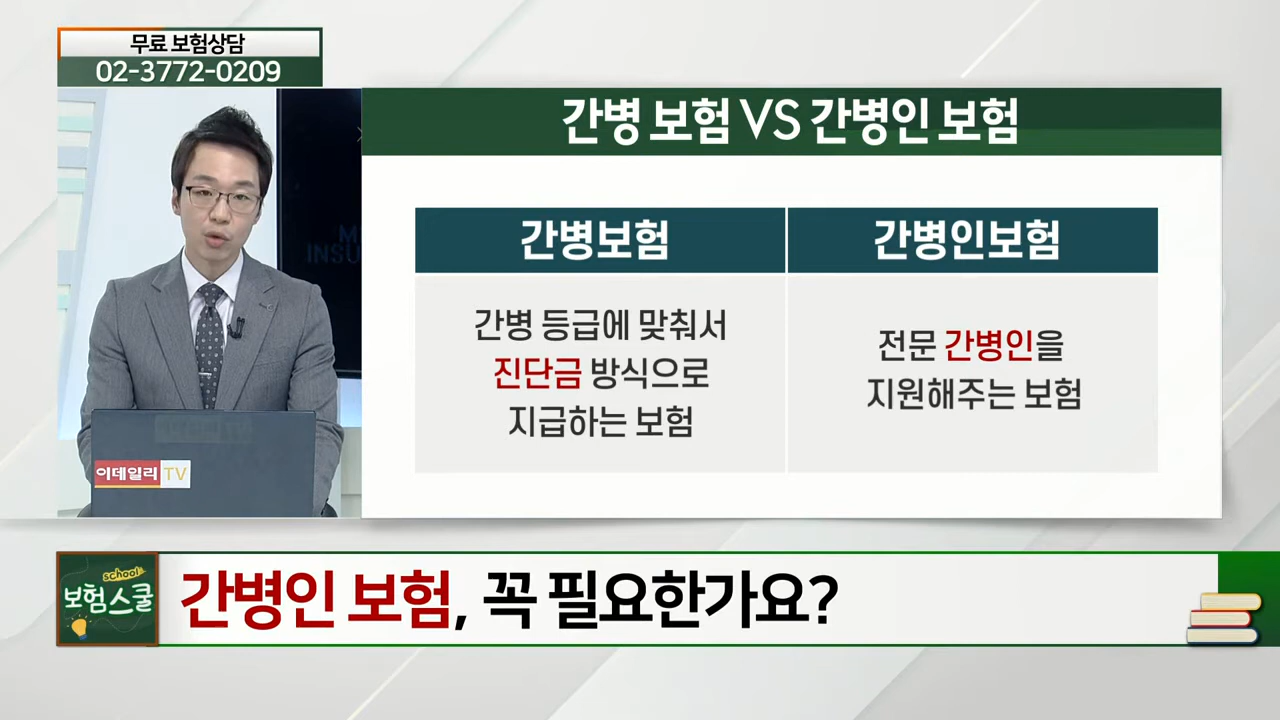 무료 보험상담
02-3772-0209
간병 보험 VS 간병인 보험
간병보험
간병인보험
간병 등급에 맞춰서
진단금 방식으로
지급하는 보험
전문 간병인을
지원해주는 보험
이데일리 TV
school
보험스쿨
간병인 보험, 꼭 필요한가요?